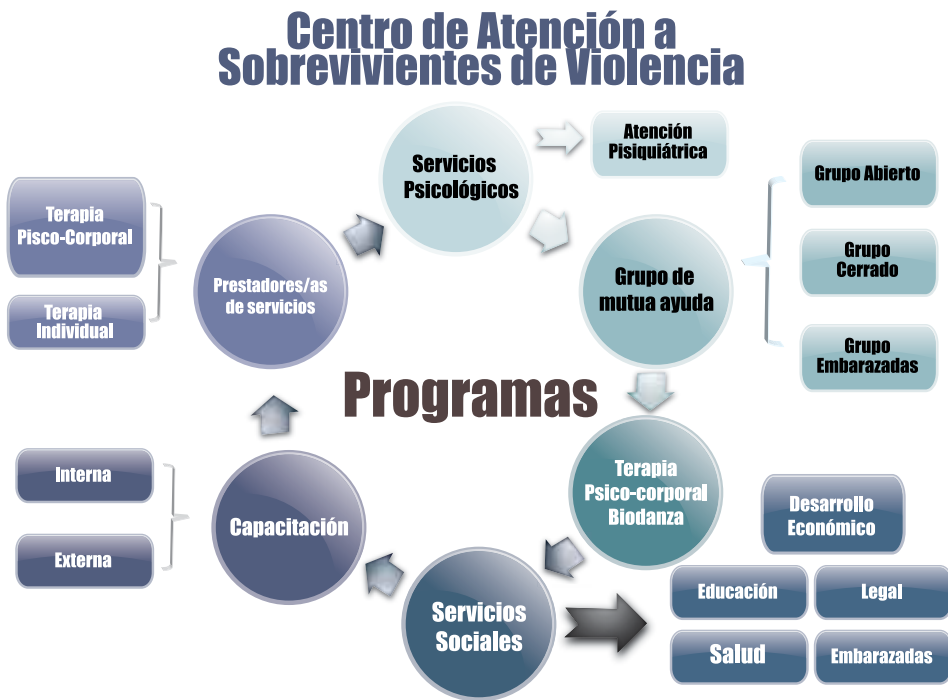 Centro de Atención a
Sobrevivientes de Violencia
Servicios
Psicológicos
Atención
Pisiquiátrica
Grupo Abierto
Grupo
Cerrado
Grupo
Embarazadas
Grupo de
mutua ayuda
Terapia
Pisco-Corporal
Terapia
Individual
Prestadores/as
de servicios
Programas
Terapia
Psico-corporal
Biodanza
Interna
Externa
Capacitación
Servicios
Sociales
Desarrollo
Económico
Educación
Legal
Salud
Embarazadas